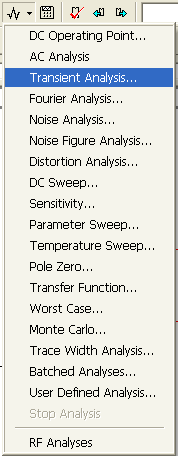 DC Operating Point...
AC Analysis
Transient Analysis...
Fourier Analysis...
Noise Analysis...
Noise Figure Analysis...
Distortion Analysis...
DC Sweep...
Sensitivity...
Parameter Sweep...
Temperature Sweep...
Pole Zero...
Transfer Function...
Worst Case...
Monte Carlo...
Trace Width Analysis...
Batched Analyses...
User Defined Analysis...
Stop Analysis
RF Analyses